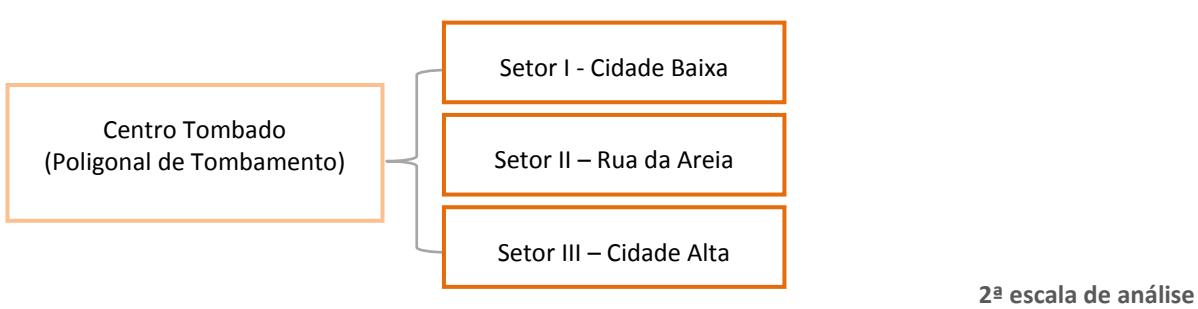 Centro Tombado
(Poligonal de Tombamento)
Setor I - Cidade Baixa
Setor II – Rua da Areia
Setor III – Cidade Alta
2ª escala de análise